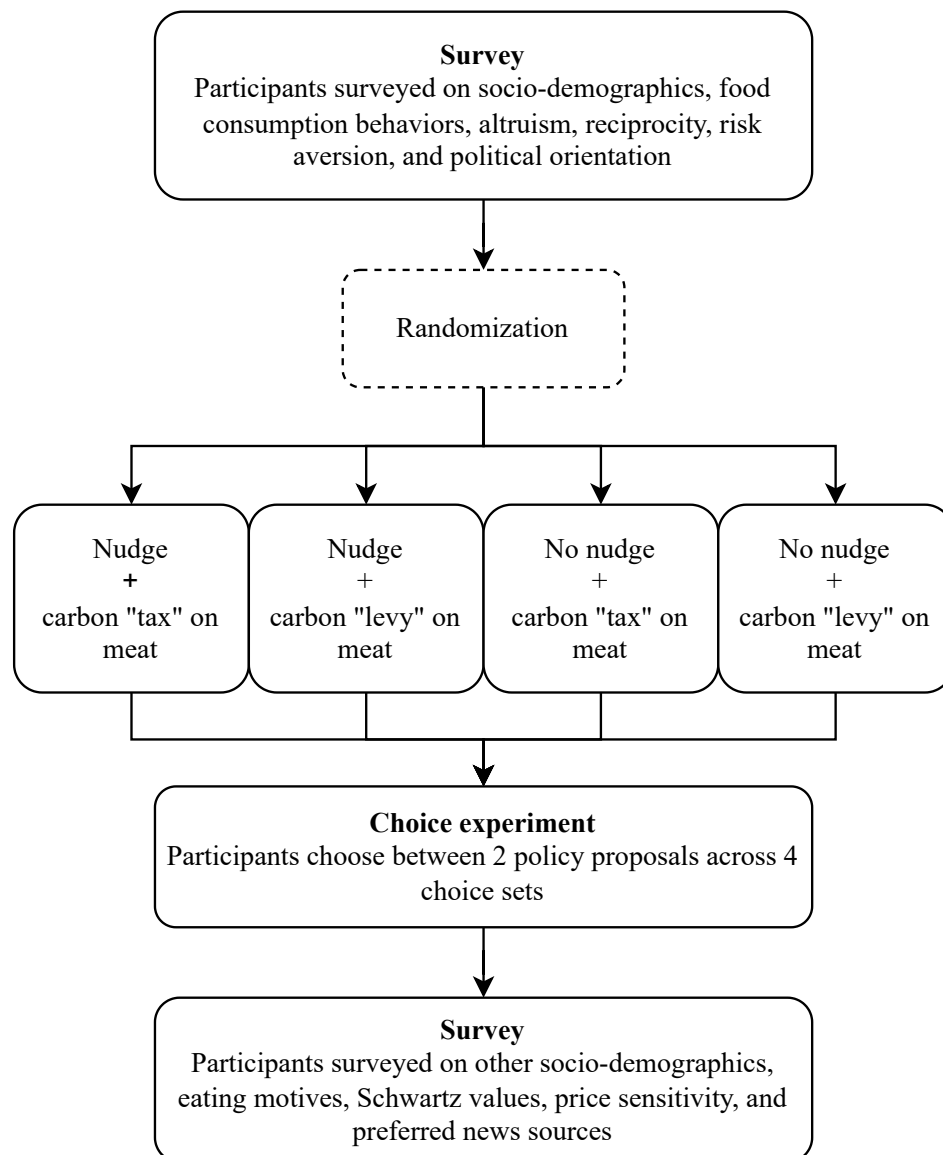 Survey
Participants surveyed on socio-demographics, food
consumption behaviors, altruism, reciprocity, risk
aversion, and political orientation
Randomization
Nudge
+
carbon "tax" on
meat
Nudge
+
carbon "levy" on
meat
No nudge
+
carbon "tax" on
meat
No nudge
+
carbon "levy" on
meat
Choice experiment
Participants choose between 2 policy proposals across 4
choice sets
Survey
Participants surveyed on other socio-demographics,
eating motives, Schwartz values, price sensitivity, and
preferred news sources